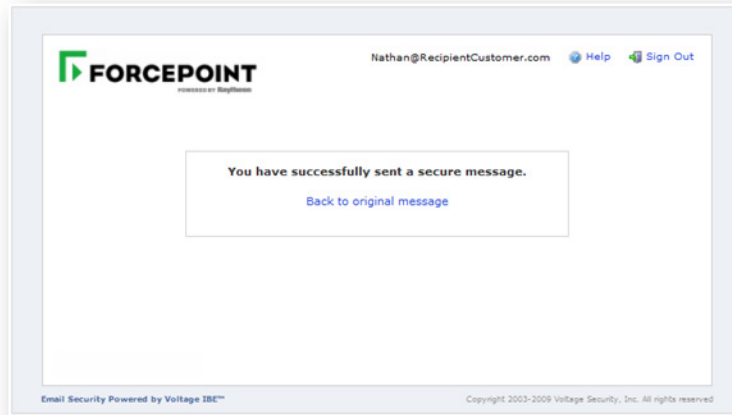 FORCEPOINT
POWERED BY Raytheon
Nathan@RecipientCustomer.com Help Sign Out
You have successfully sent a secure message.
Back to original message
Email Security Powered by Voltage IBE™ Copyright 2003-2009 Voltage Security, Inc. All rights reserved